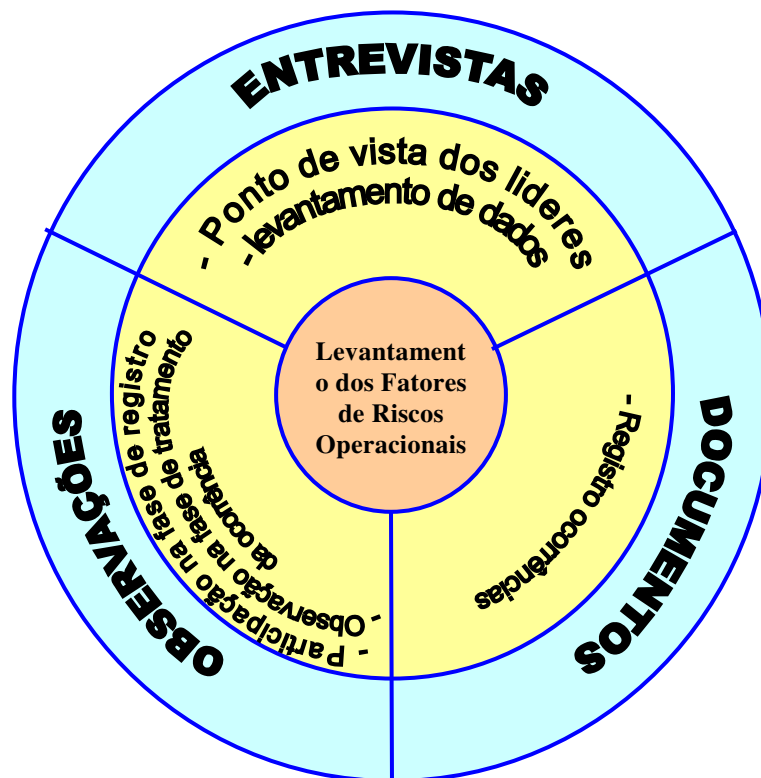 ENTREVISTAS
- Ponto de vista dos lideres
- levantamento de dados
Levantament
o dos Fatores
de Riscos
Operacionais
OBSERVAÇÕES
- Participação na fase de registro
- Observação na fase de tratamento
da ocorrência
DOCUMENTOS
- Registro ocorrências